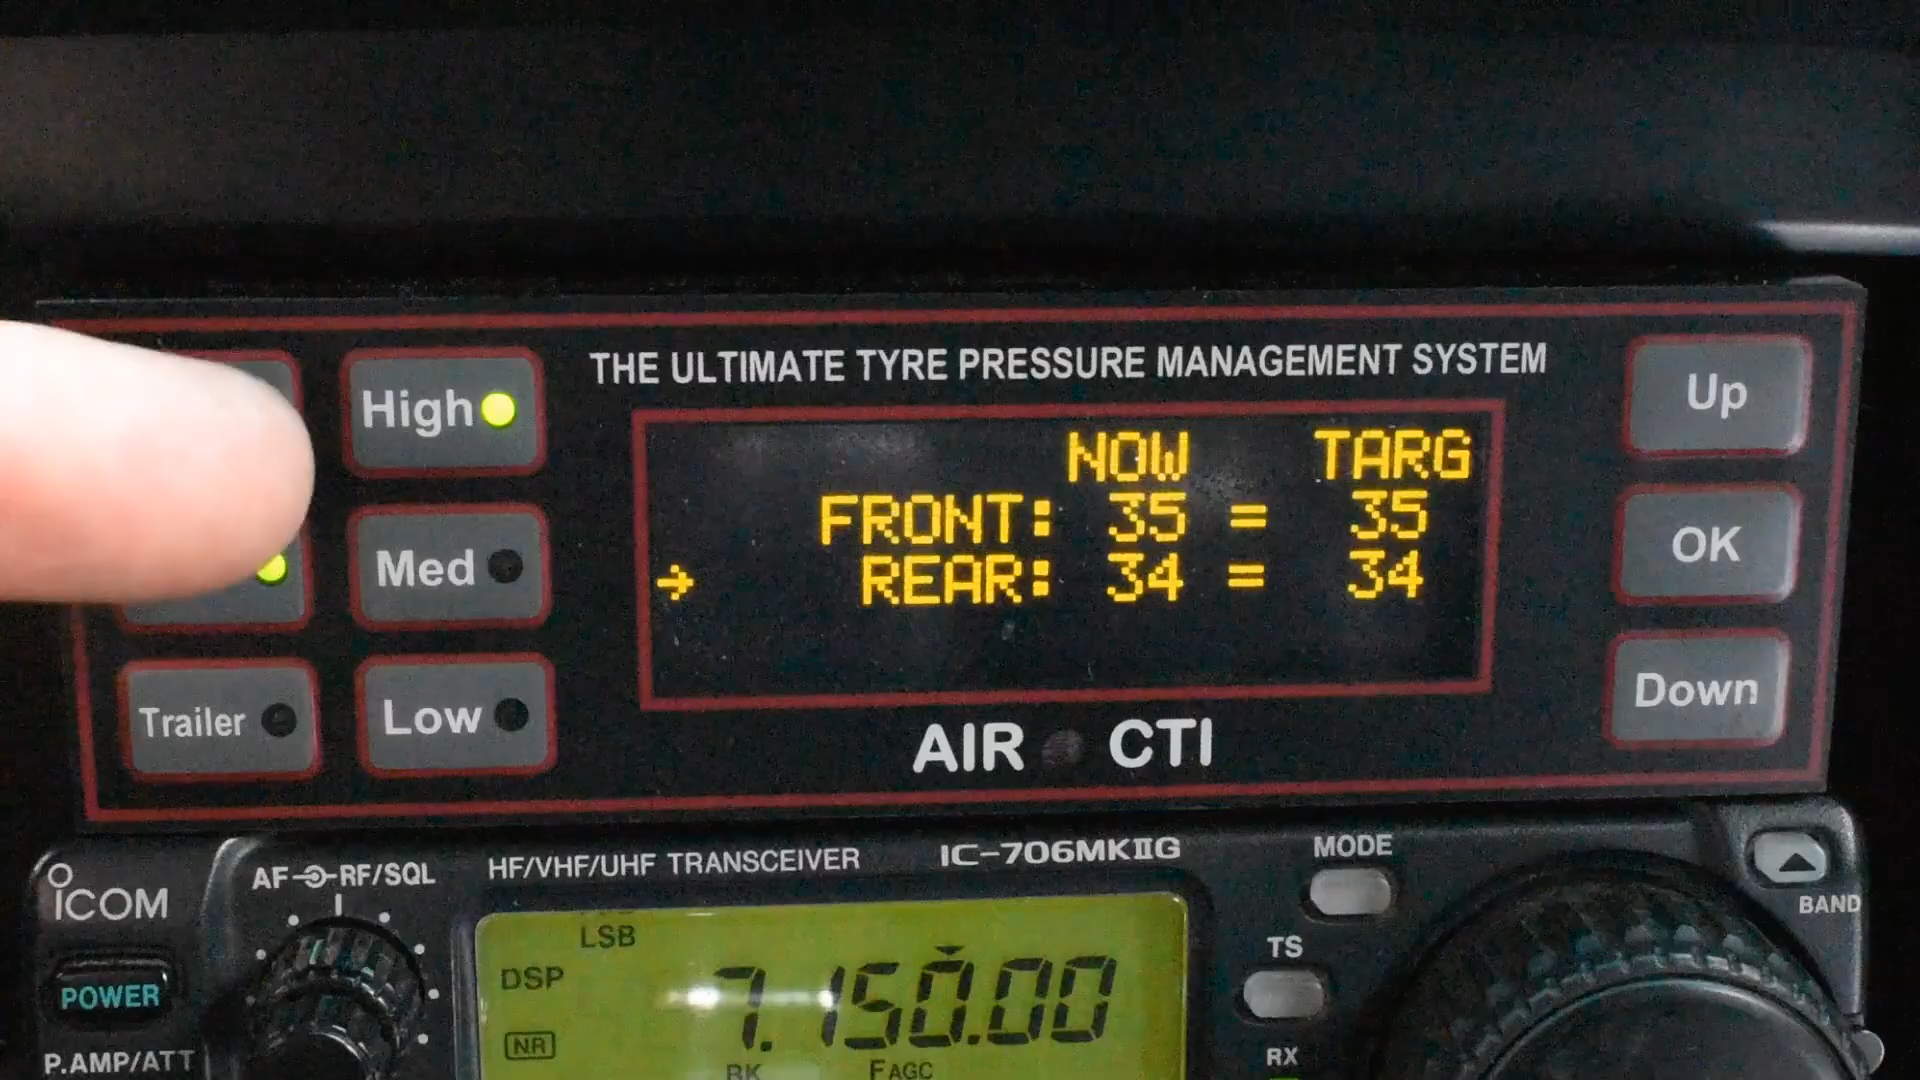 THE ULTIMATE TYRE PRESSURE MANAGEMENT SYSTEM
High
Med
Trailer
Low
NOW TARG
FRONT: 35 = 35
→ REAR: 34 = 34
AIR CTI
Up
OK
Down
ICOM
AF RF/SQL
HF/VHF/UHF TRANSCEIVER
IC-706MKIIG
MODE
BAND
TS
RX
POWER
P.AMP/ATT
LSB
DSP
7.150.00
NR
BK
FAGC